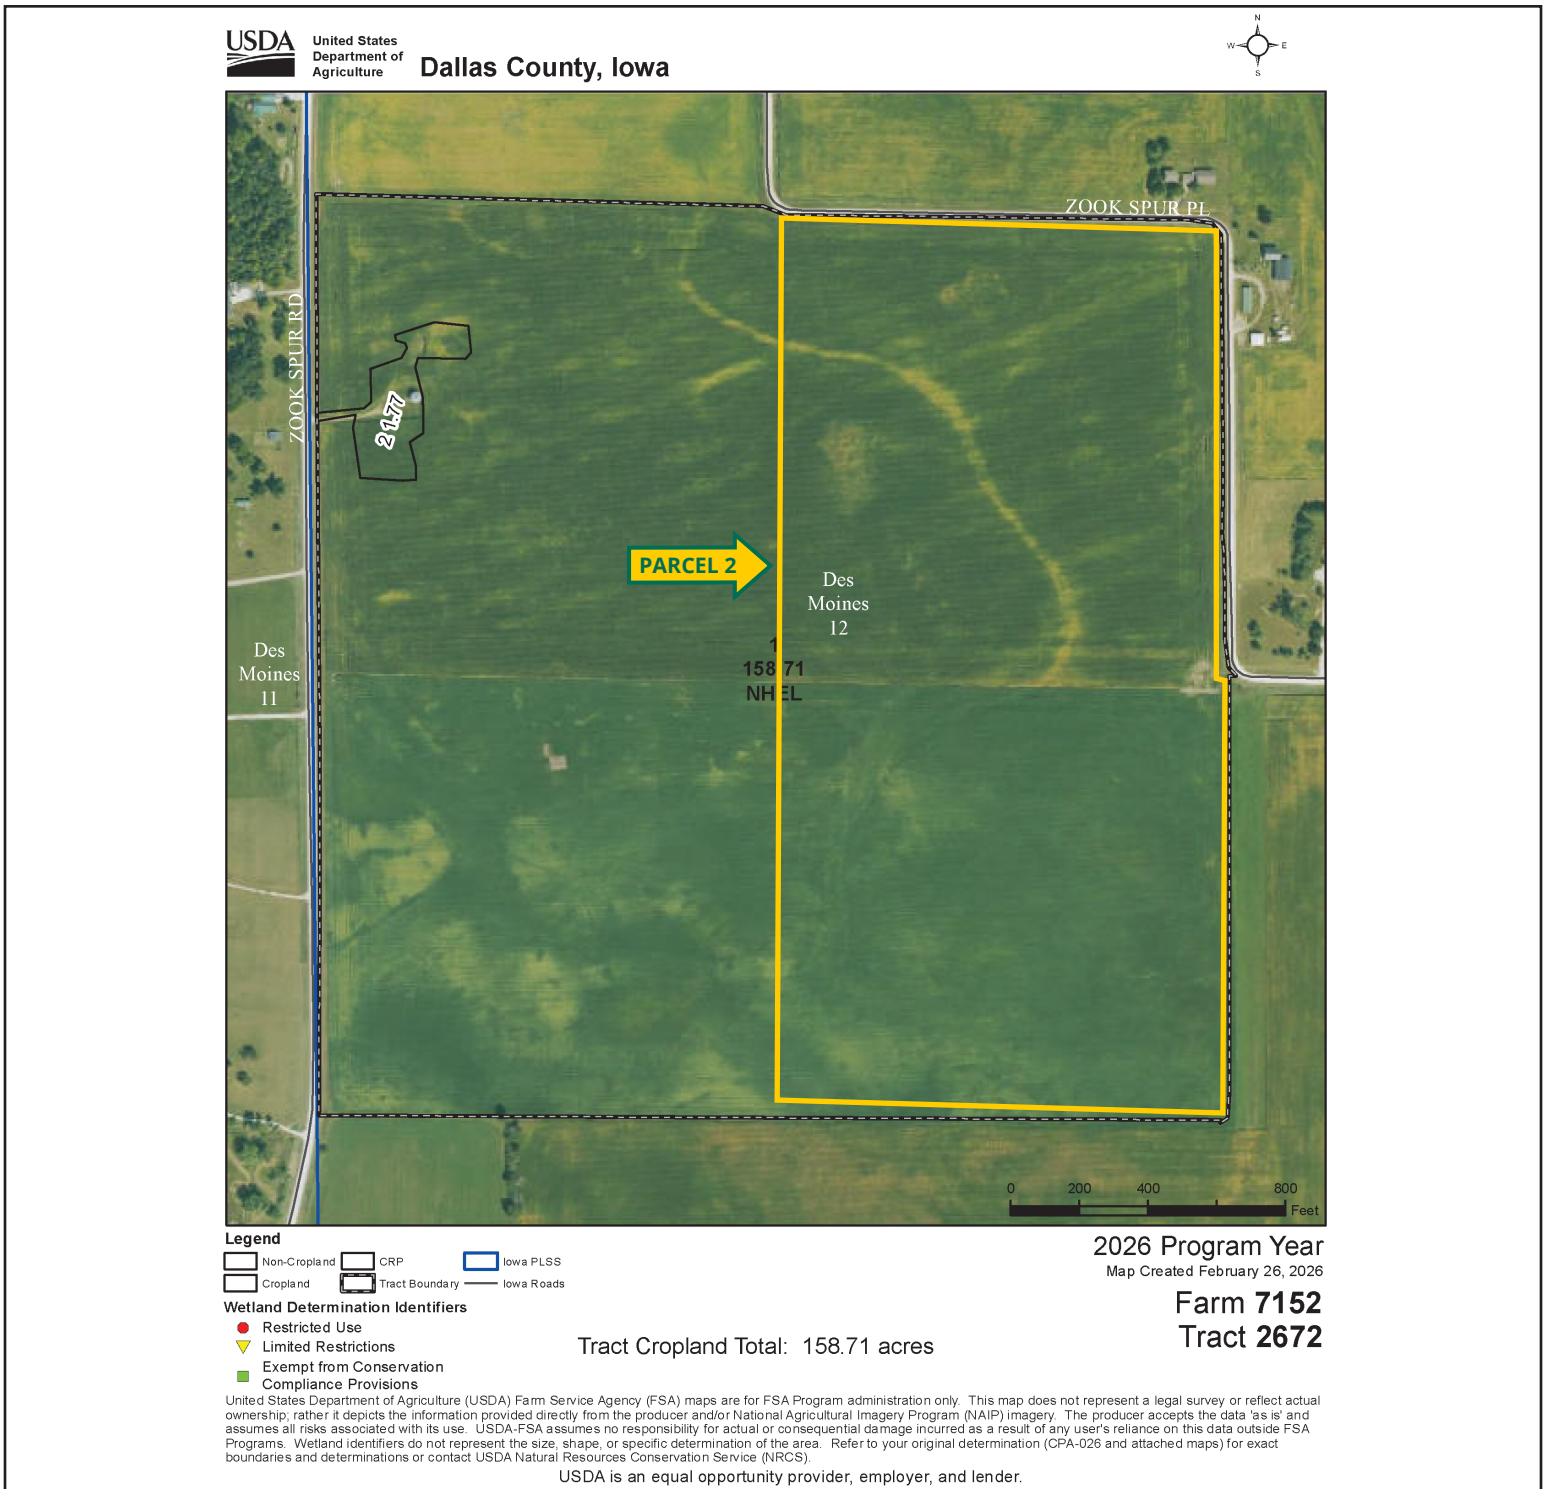 USDA
United States
Department of
Agriculture
Dallas County, Iowa
N
W
E
S
ZOOK SPUR PL
ZOOK SPUR RD
2 1.77
PARCEL 2
Des
Moines
12
1
158.71
NHEL
Des
Moines
11
0 200 400 800
Feet
Legend
Non-Cropland
CRP
Iowa PLSS
Cropland
Tract Boundary
Iowa Roads
Wetland Determination Identifiers
Restricted Use
Limited Restrictions
Exempt from Conservation
Compliance Provisions
Tract Cropland Total: 158.71 acres
2026 Program Year
Map Created February 26, 2026
Farm 7152
Tract 2672
United States Department of Agriculture (USDA) Farm Service Agency (FSA) maps are for FSA Program administration only. This map does not represent a legal survey or reflect actual
ownership; rather it depicts the information provided directly from the producer and/or National Agricultural Imagery Program (NAIP) imagery. The producer accepts the data 'as is' and
assumes all risks associated with its use. USDA-FSA assumes no responsibility for actual or consequential damage incurred as a result of any user's reliance on this data outside FSA
Programs. Wetland identifiers do not represent the size, shape, or specific determination of the area. Refer to your original determination (CPA-026 and attached maps) for exact
boundaries and determinations or contact USDA Natural Resources Conservation Service (NRCS).
USDA is an equal opportunity provider, employer, and lender.